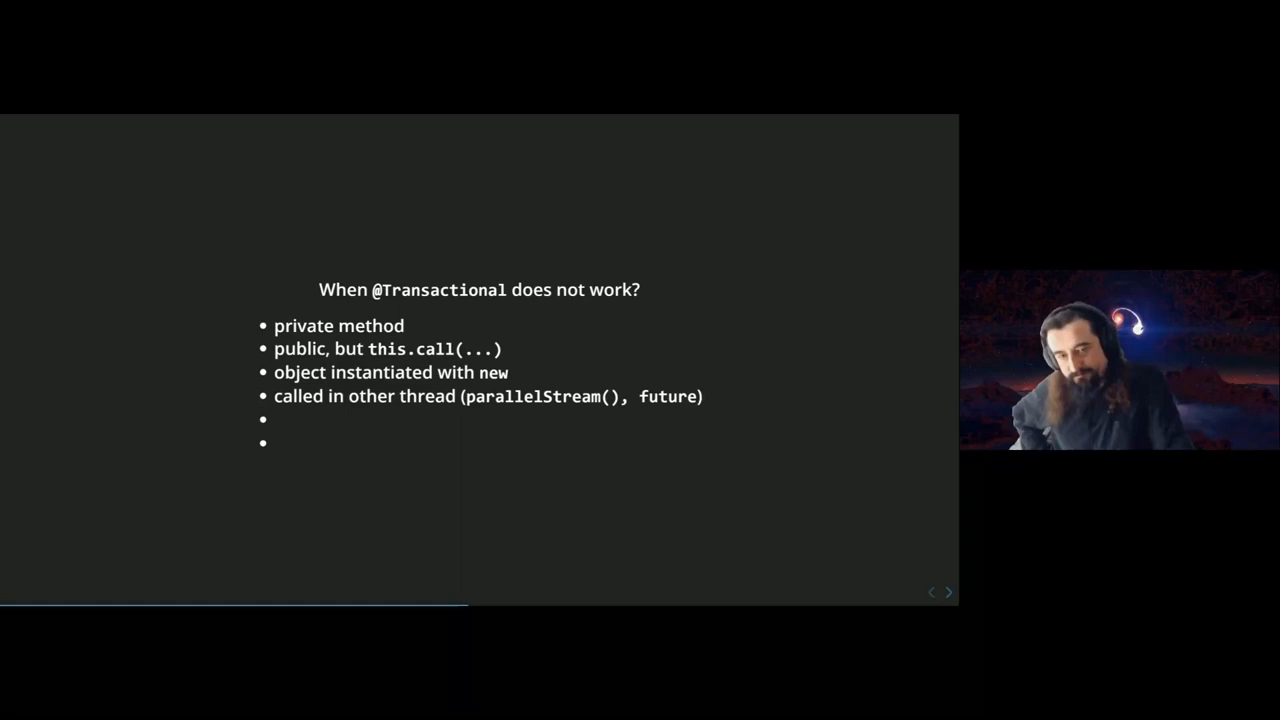 When @Transactional does not work?
• private method
• public, but this.call(...)
• object instantiated with new
• called in other thread (parallelStream(), future)
•
•